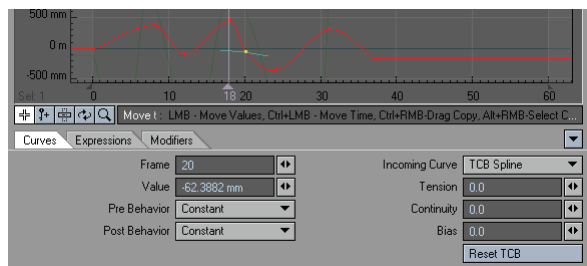 500 mm
0 m
-500 mm
Sel: 1 0 10 18 20 30 40 50 60
Move t : LMB - Move Values, Ctrl+LMB - Move Time, Ctrl+RMB-Drag Copy, Alt+RMB-Select C...
Curves Expressions Modifiers
Frame 20 Incoming Curve TCB Spline
Value -62.3882 mm Tension 0.0
Pre Behavior Constant Continuity 0.0
Post Behavior Constant Bias 0.0
Reset TCB